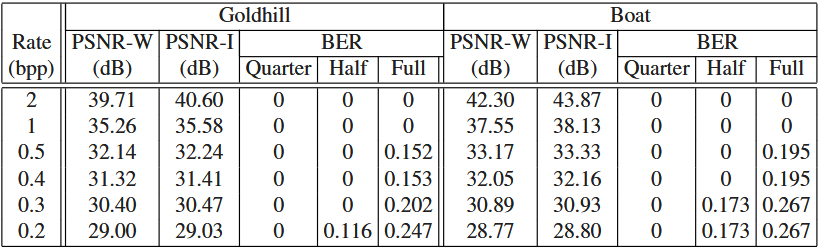 Goldhill Boat
Rate PSNR-W PSNR-I BER PSNR-W PSNR-I BER
(bpp) (dB) (dB) Quarter Half Full (dB) (dB) Quarter Half Full
2 39.71 40.60 0 0 0 42.30 43.87 0 0 0
1 35.26 35.58 0 0 0 37.55 38.13 0 0 0
0.5 32.14 32.24 0 0 0.152 33.17 33.33 0 0 0.195
0.4 31.32 31.41 0 0 0.153 32.05 32.16 0 0 0.195
0.3 30.40 30.47 0 0 0.202 30.89 30.93 0 0.173 0.267
0.2 29.00 29.03 0 0.116 0.247 28.77 28.80 0 0.173 0.267